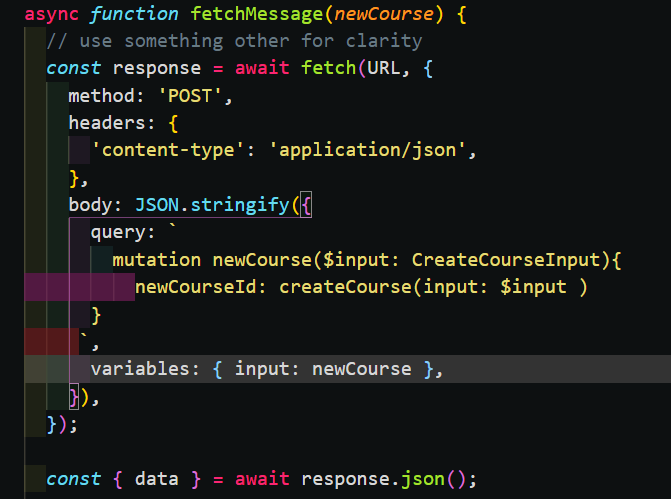 async function fetchMessage(newCourse) {
// use something other for clarity
const response = await fetch(URL, {
method: 'POST',
headers: {
'content-type': 'application/json',
},
body: JSON.stringify({
query: `
mutation newCourse($input: CreateCourseInput){
newCourseId: createCourse(input: $input )
}
`,
variables: { input: newCourse },
}),
});
const { data } = await response.json();